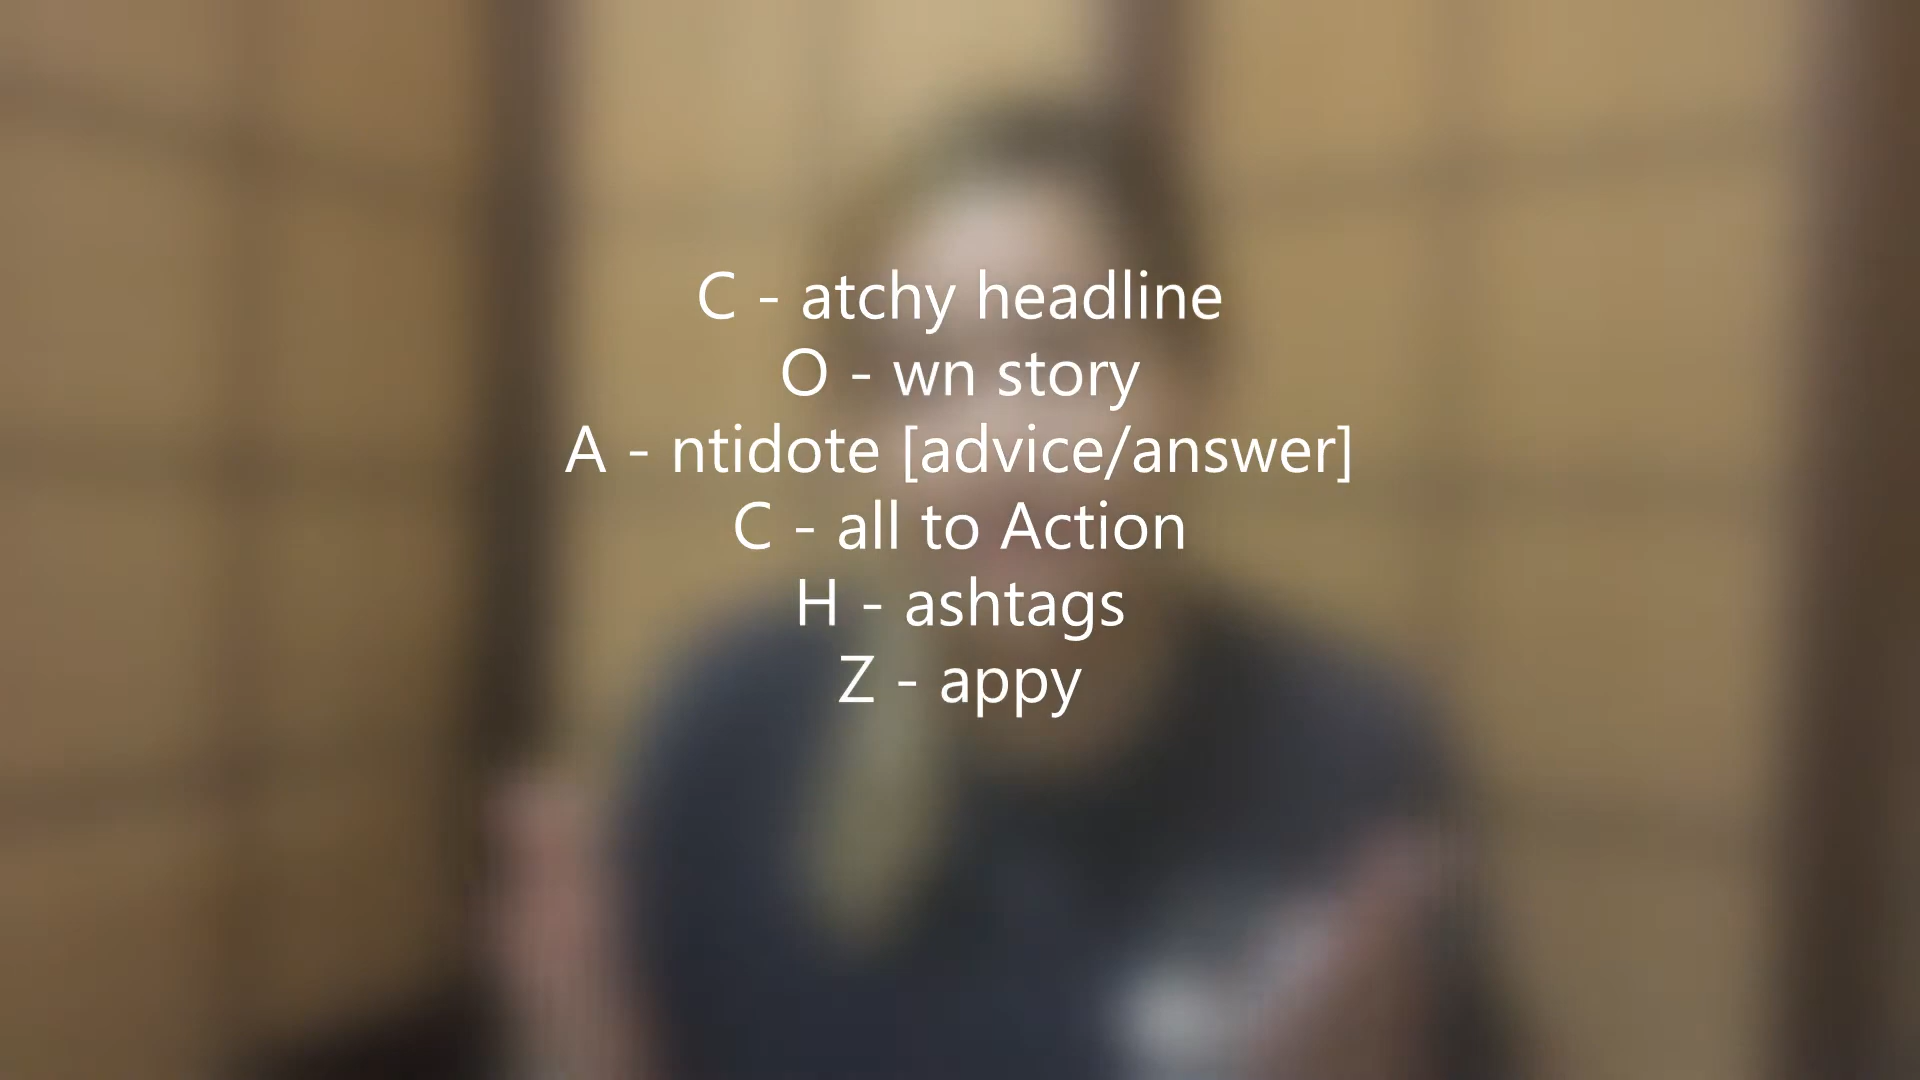 C - atchy headline
O - wn story
A - ntidote [advice/answer]
C - all to Action
H - ashtags
Z - appy